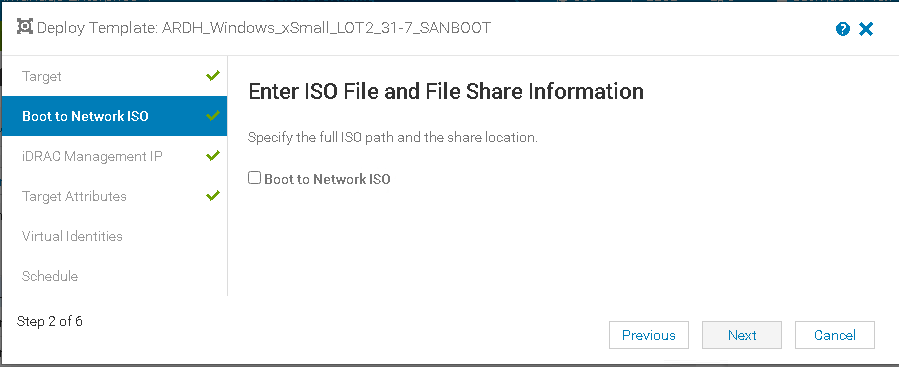 Deploy Template: ARDH_Windows_xSmall_LOT2_31-7_SANBOOT
Target
Boot to Network ISO
iDRAC Management IP
Target Attributes
Virtual Identities
Schedule
Enter ISO File and File Share Information
Specify the full ISO path and the share location.
Boot to Network ISO
Step 2 of 6
Previous
Next
Cancel